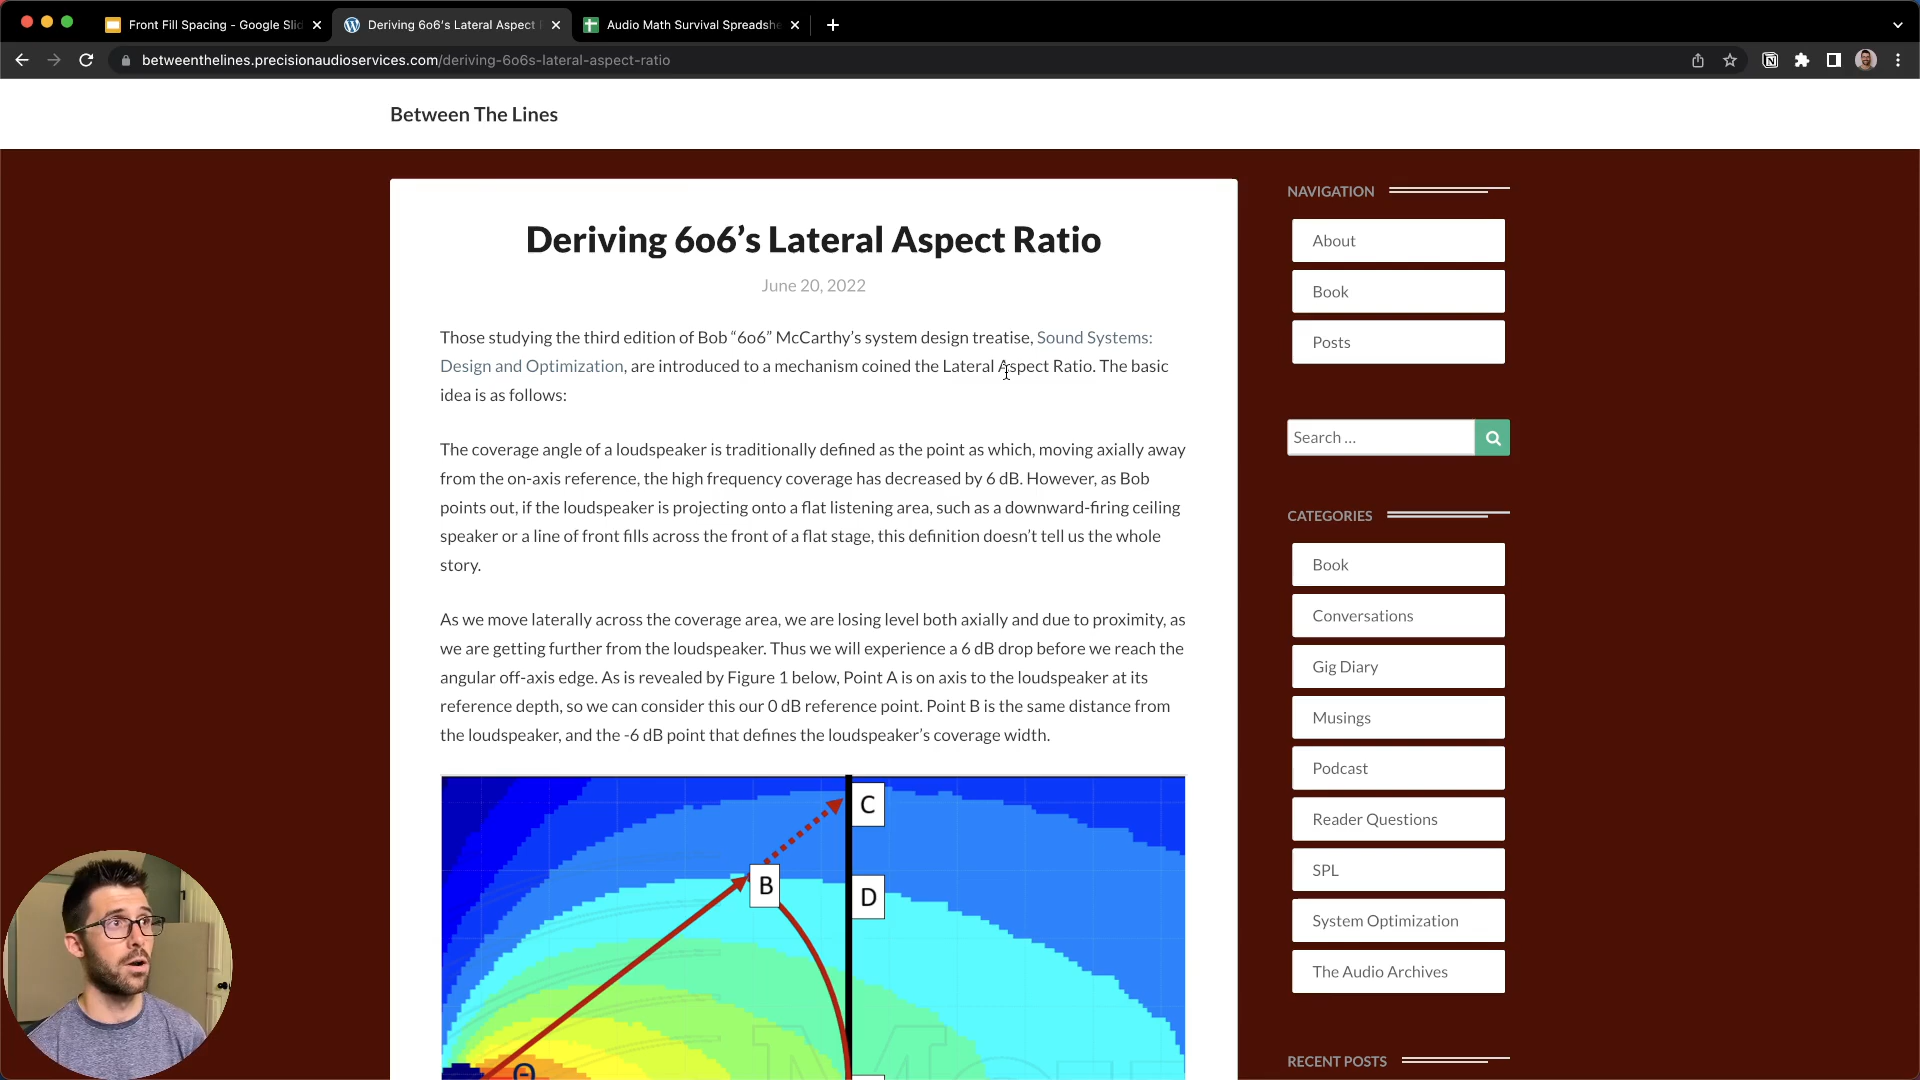 Front Fill Spacing - Google Slid
Deriving 6o6's Lateral Aspect
Audio Math Survival Spreadshe
betweenthelines.precisionaudioservices.com/deriving-6o6s-lateral-aspect-ratio
Between The Lines
Deriving 6o6’s Lateral Aspect Ratio
June 20, 2022
Those studying the third edition of Bob “6o6” McCarthy’s system design treatise, Sound Systems:
Design and Optimization, are introduced to a mechanism coined the Lateral Aspect Ratio. The basic
idea is as follows:
The coverage angle of a loudspeaker is traditionally defined as the point as which, moving axially away
from the on-axis reference, the high frequency coverage has decreased by 6 dB. However, as Bob
points out, if the loudspeaker is projecting onto a flat listening area, such as a downward-firing ceiling
speaker or a line of front fills across the front of a flat stage, this definition doesn’t tell us the whole
story.
As we move laterally across the coverage area, we are losing level both axially and due to proximity, as
we are getting further from the loudspeaker. Thus we will experience a 6 dB drop before we reach the
angular off-axis edge. As is revealed by Figure 1 below, Point A is on axis to the loudspeaker at its
reference depth, so we can consider this our 0 dB reference point. Point B is the same distance from
the loudspeaker, and the -6 dB point that defines the loudspeaker’s coverage width.
C
B
D
Θ
NAVIGATION
About
Book
Posts
Search …
CATEGORIES
Book
Conversations
Gig Diary
Musings
Podcast
Reader Questions
SPL
System Optimization
The Audio Archives
RECENT POSTS